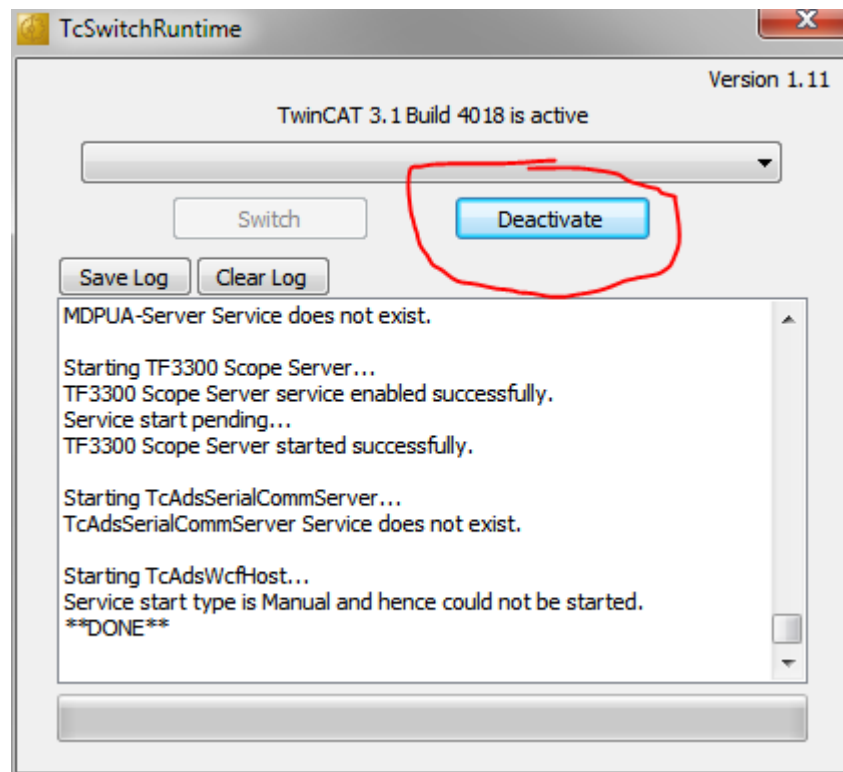 TcSwitchRuntime
Version 1.11
TwinCAT 3.1 Build 4018 is active
Switch
Deactivate
Save Log
Clear Log
MDPUA-Server Service does not exist.
Starting TF3300 Scope Server...
TF3300 Scope Server service enabled successfully.
Service start pending...
TF3300 Scope Server started successfully.
Starting TcAdsSerialCommServer...
TcAdsSerialCommServer Service does not exist.
Starting TcAdsWcfHost...
Service start type is Manual and hence could not be started.
**DONE**